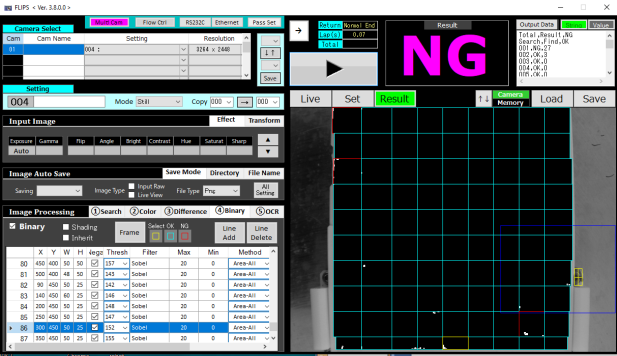 FLIPS < Ver. 3.8.0.0 >
Camera Select
Multi Cam
Flow Ctrl
RS232C
Ethernet
Pass Set
Cam
Cam Name
Setting
Resolution
01
004 :
3264 x 2448
↓↑
Save
Setting
004
Mode
Still
Copy
000
→
000
Input Image
Effect
Transform
Exposure
Gamma
Flip
Angle
Bright
Contrast
Hue
Saturat
Sharp
Auto
▲
▼
Image Auto Save
Save Mode
Directory
File Name
Saving
Image Type
Input Raw
Live View
File Type
Png
All
Setting
Image Processing
①Search
②Color
③Difference
④Binary
⑤OCR
Binary
Shading
Inherit
Frame
Select OK NG
Line
Add
Line
Delete
X Y W H lega Thresh Filter Max Min Method
80 450 400 50 50 157 Sobel 20 0 Area-All
81 500 400 48 50 143 Sobel 20 0 Area-All
82 90 450 50 25 142 Sobel 20 0 Area-All
83 140 450 60 25 146 Sobel 20 0 Area-All
84 200 450 50 25 148 Sobel 20 0 Area-All
85 250 450 50 25 147 Sobel 20 0 Area-All
86 300 450 50 25 152 Sobel 20 0 Area-All
87 350 450 50 25 155 Sobel 20 0 Area-All
→
Return Normal End
Lap(s) 0.07
Total
Result
NG
Output Data
Value
Total,Result,NG
Search,Find,OK
001,NG,27
002,OK,3
003,OK,0
004,OK,0
005,OK,0
Live
Set
Result
↑↓
Camera
Memory
Load
Save